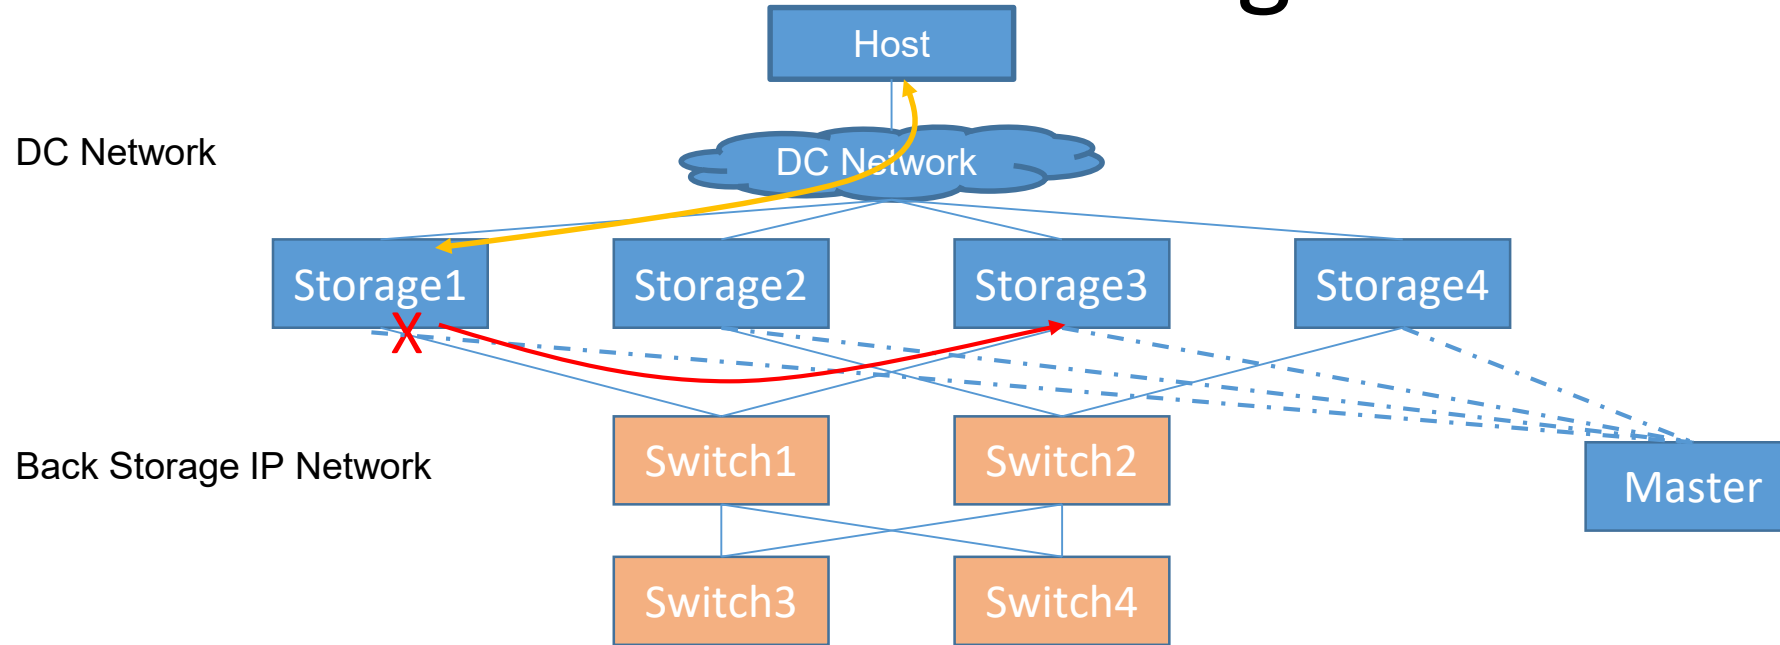 g
Host
DC Network
DC Network
Storage1
Storage2
Storage3
Storage4
X
Switch1
Switch2
Back Storage IP Network
Master
Switch3
Switch4